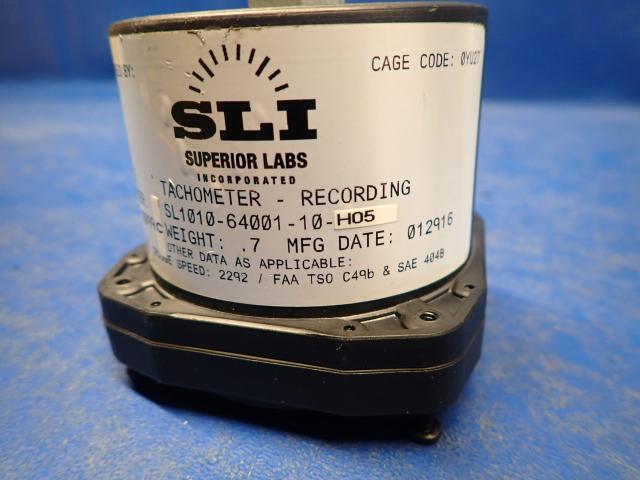 BY:
CAGE CODE: 0YU27
SLI
SUPERIOR LABS
INCORPORATED
TACHOMETER - RECORDING
SL1010-64001-10-H05
WEIGHT: .7 MFG DATE: 012916
OTHER DATA AS APPLICABLE:
SPEED: 2292 / FAA TSO C49b & SAE 404B